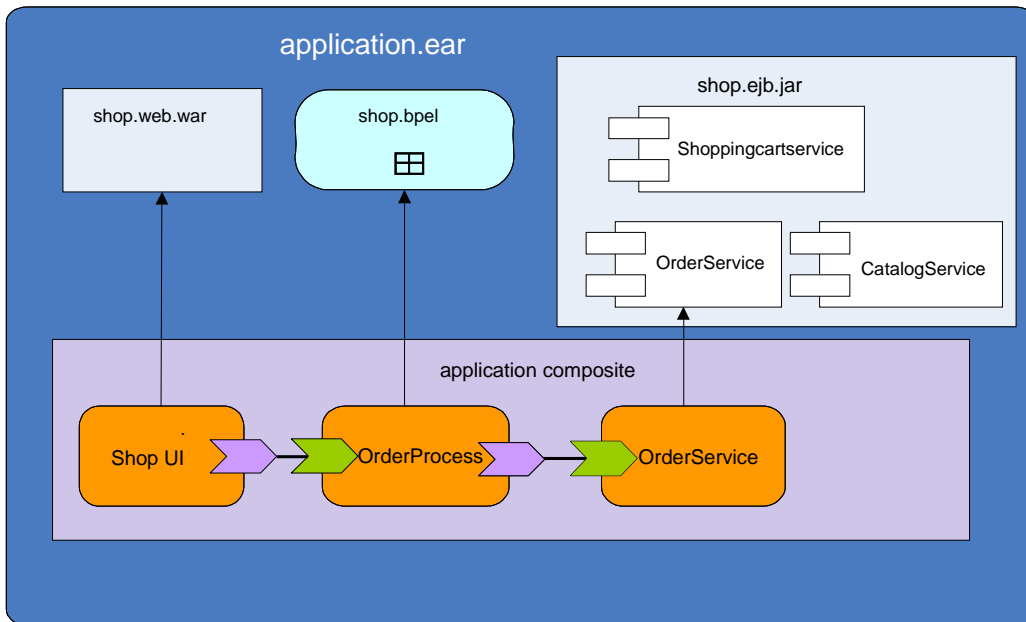 application.ear
shop.web.war
shop.bpel
shop.ejb.jar
Shoppingcartservice
OrderService
CatalogService
application composite
Shop UI
OrderProcess
OrderService